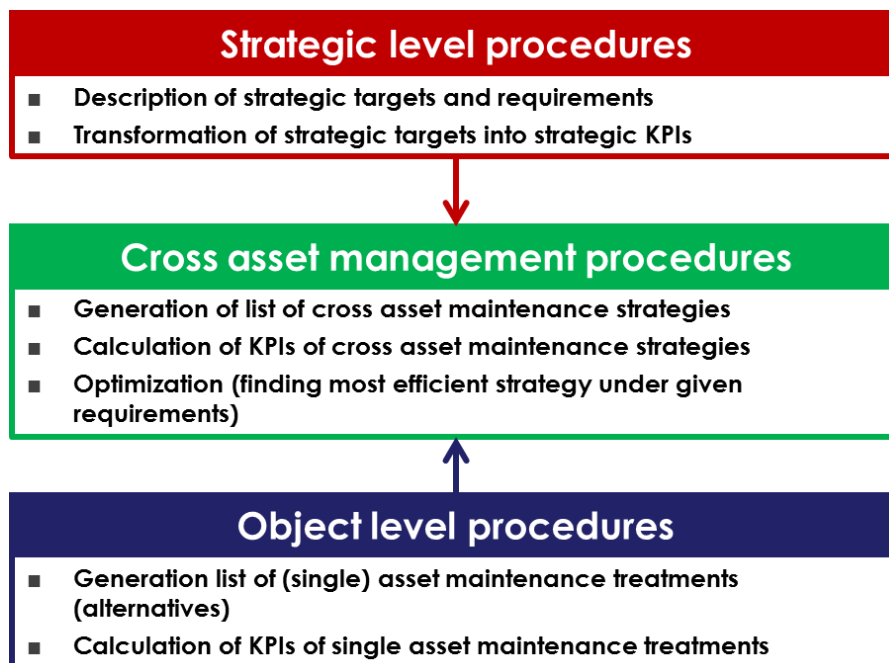 Strategic level procedures
■ Description of strategic targets and requirements
■ Transformation of strategic targets into strategic KPIs
Cross asset management procedures
■ Generation of list of cross asset maintenance strategies
■ Calculation of KPIs of cross asset maintenance strategies
■ Optimization (finding most efficient strategy under given
requirements)
Object level procedures
■ Generation list of (single) asset maintenance treatments
(alternatives)
■ Calculation of KPIs of single asset maintenance treatments